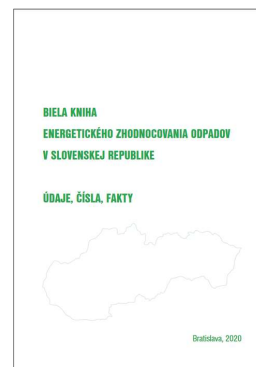 BIELA KNIHA
ENERGETICKÉHO ZHODNOCOVANIA ODPADOV
V SLOVENSKEJ REPUBLIKE
ÚDAJE, ČÍSLA, FAKTY
Bratislava, 2020